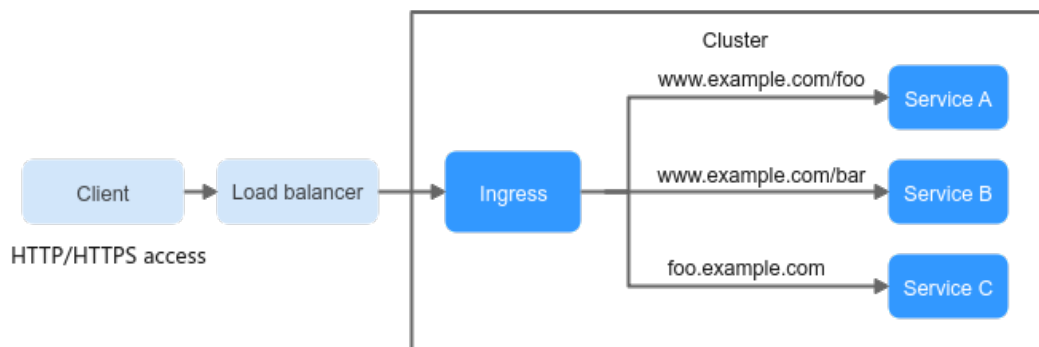 Cluster
www.example.com/foo
Service A
Client
Load balancer
Ingress
www.example.com/bar
Service B
HTTP/HTTPS access
foo.example.com
Service C